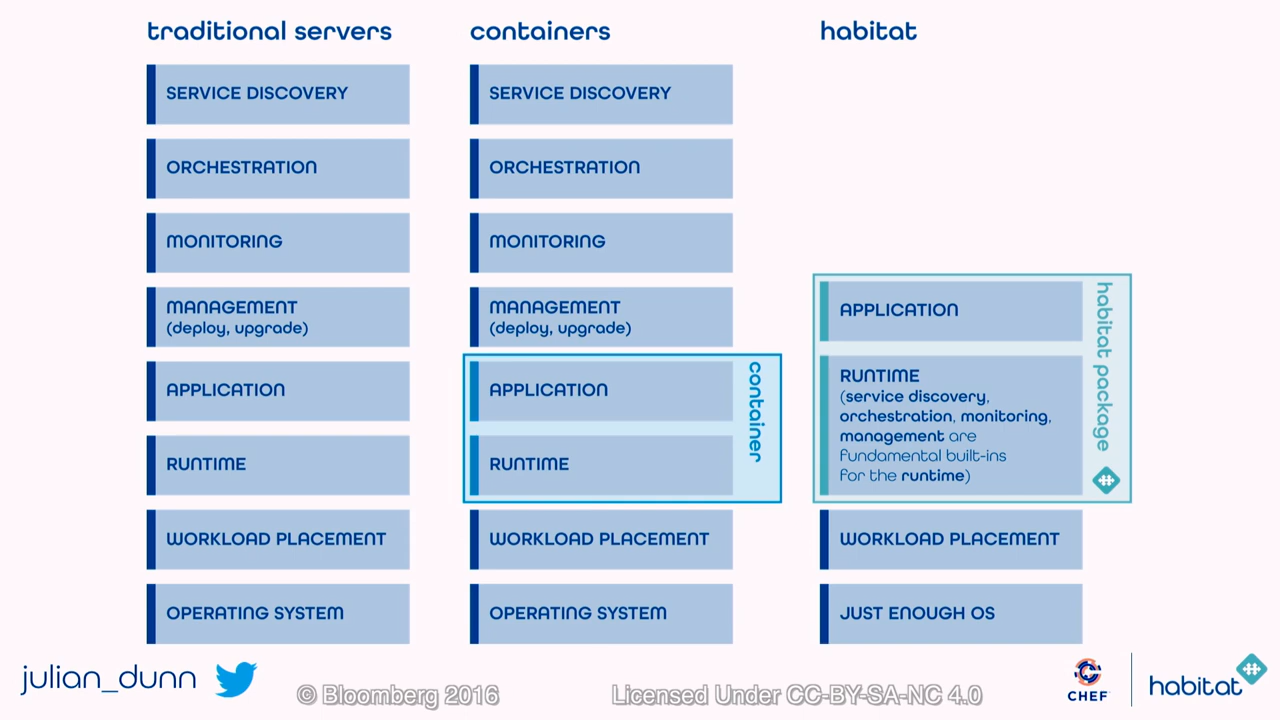 traditional servers
SERVICE DISCOVERY
ORCHESTRATION
MONITORING
MANAGEMENT
(deploy, upgrade)
APPLICATION
RUNTIME
WORKLOAD PLACEMENT
OPERATING SYSTEM
containers
SERVICE DISCOVERY
ORCHESTRATION
MONITORING
MANAGEMENT
(deploy, upgrade)
APPLICATION
RUNTIME
container
WORKLOAD PLACEMENT
OPERATING SYSTEM
habitat
APPLICATION
RUNTIME
(service discovery,
orchestration, monitoring,
management are
fundamental built-ins
for the runtime)
habitat package
WORKLOAD PLACEMENT
JUST ENOUGH OS
julian_dunn
© Bloomberg 2016
Licensed Under CC-BY-SA-NC 4.0
CHEF
habitat